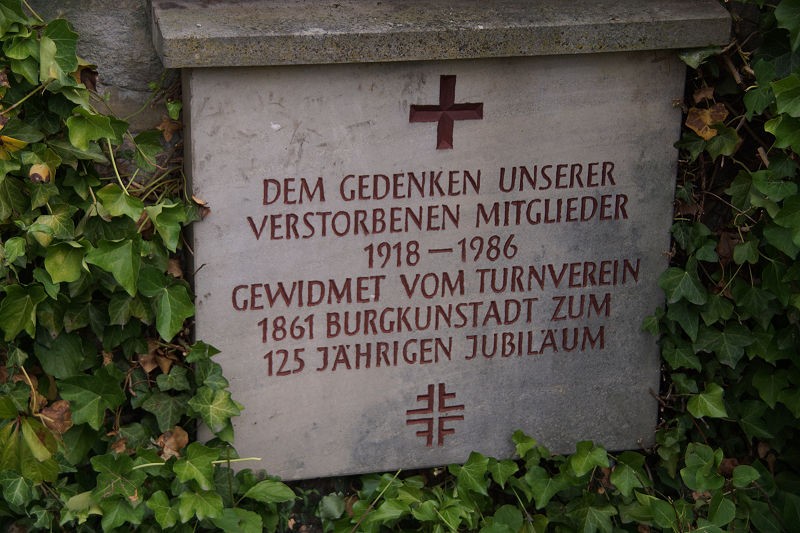 DEM GEDENKEN UNSERER
VERSTORBENEN MITGLIEDER
1918 – 1986
GEWIDMET VOM TURNVEREIN
1861 BURGKUNSTADT ZUM
125 JÄHRIGEN JUBILÄUM